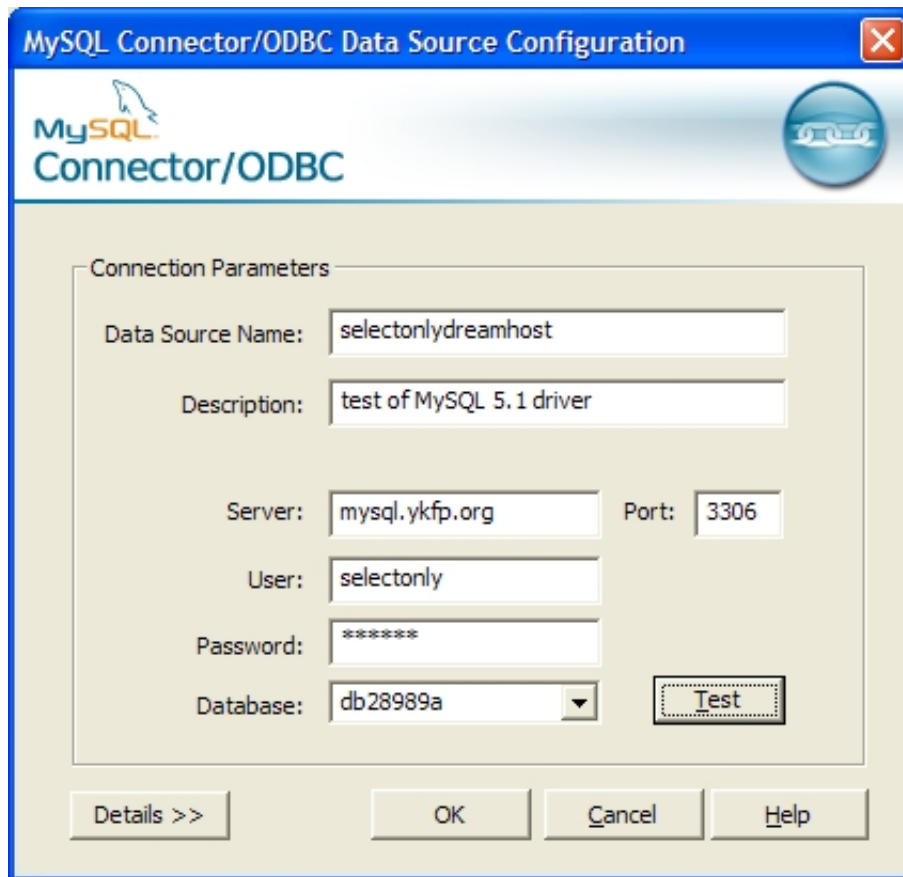 MySQL Connector/ODBC Data Source Configuration
MySQL
Connector/ODBC
Connection Parameters
Data Source Name: selectonlydreamhost
Description: test of MySQL 5.1 driver
Server: mysql.ykfp.org Port: 3306
User: selectonly
Password: ******
Database: db28989a Test
Details >> OK Cancel Help